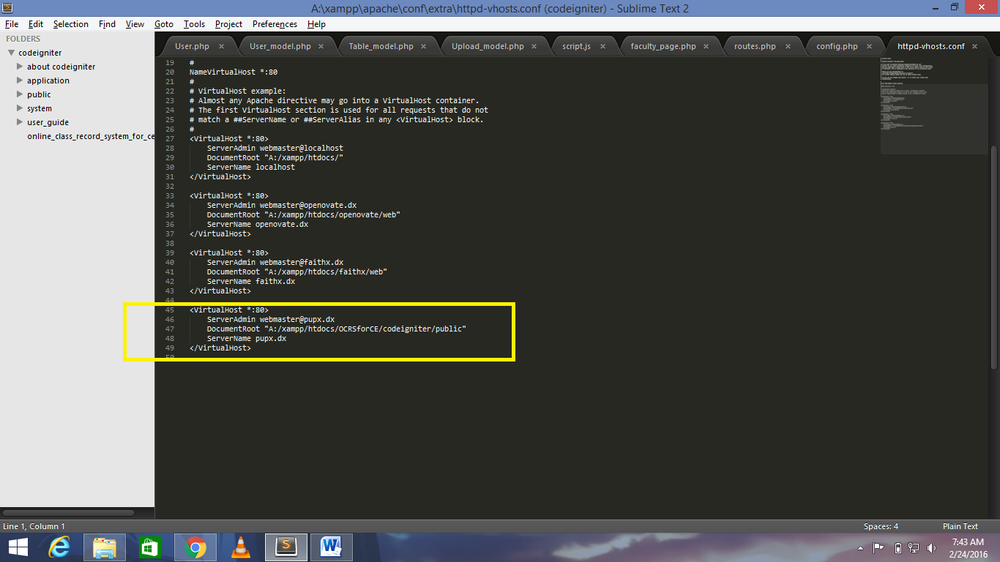 A:\xampp\apache\conf\extra\httpd-vhosts.conf (codeigniter) - Sublime Text 2
File Edit Selection Find View Goto Tools Project Preferences Help
FOLDERS
codeigniter
about codeigniter
application
public
system
user_guide
online_class_record_system_for_ce
User.php × User_model.php × Table_model.php × Upload_model.php × script.js × faculty_page.php × routes.php × config.php × httpd-vhosts.conf ×
19 #
20 NameVirtualHost *:80
21 #
22 # VirtualHost example:
23 # Almost any Apache directive may go into a VirtualHost container.
24 # The first VirtualHost section is used for all requests that do not
25 # match a ##ServerName or ##ServerAlias in any <VirtualHost> block.
26 #
27 <VirtualHost *:80>
28 ServerAdmin webmaster@localhost
29 DocumentRoot "A:/xampp/htdocs/"
30 ServerName localhost
31 </VirtualHost>
32
33 <VirtualHost *:80>
34 ServerAdmin webmaster@openovate.dx
35 DocumentRoot "A:/xampp/htdocs/openovate/web"
36 ServerName openovate.dx
37 </VirtualHost>
38
39 <VirtualHost *:80>
40 ServerAdmin webmaster@faithx.dx
41 DocumentRoot "A:/xampp/htdocs/faithx/web"
42 ServerName faithx.dx
43 </VirtualHost>
44
45 <VirtualHost *:80>
46 ServerAdmin webmaster@pupx.dx
47 DocumentRoot "A:/xampp/htdocs/OCRSforCE/codeigniter/public"
48 ServerName pupx.dx
49 </VirtualHost>
50
Line 1, Column 1 Spaces: 4 Plain Text
7:43 AM
2/24/2016